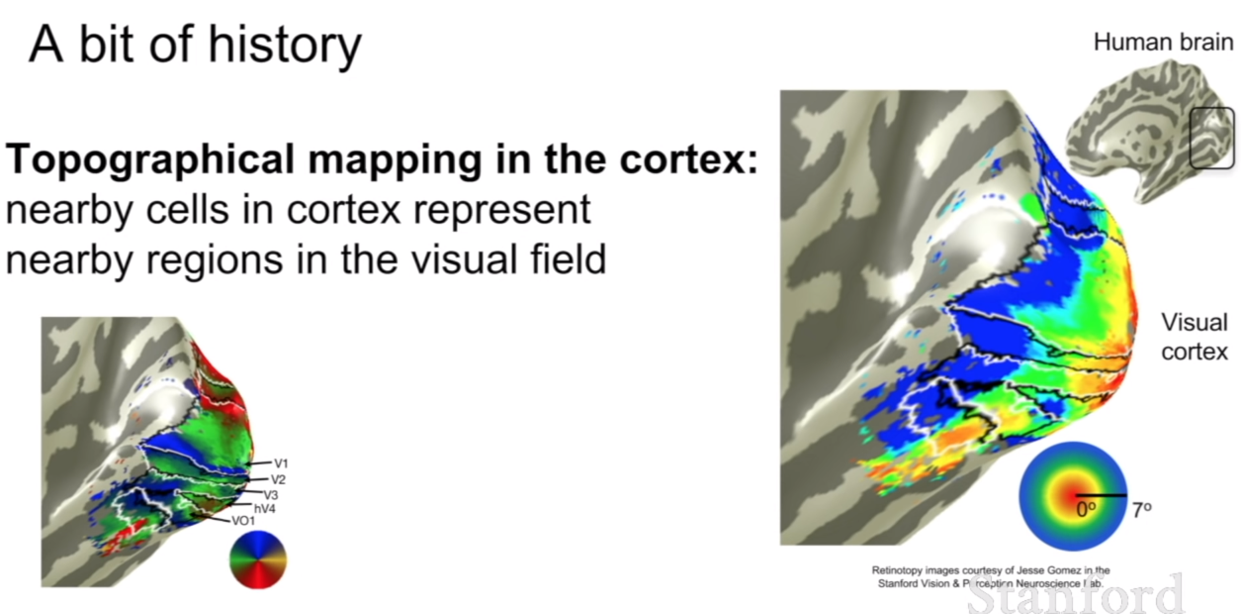 A bit of history
Human brain
Topographical mapping in the cortex:
nearby cells in cortex represent
nearby regions in the visual field
Visual
cortex
V1
V2
V3
hV4
VO1
0º
7º
Retinotopy images courtesy of Jesse Gomez in the
Stanford Vision & Perception Neuroscience Lab.
Stanford